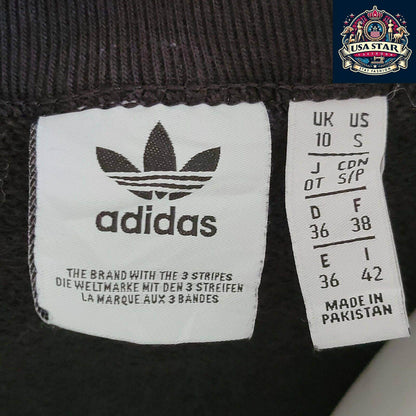 USA STAR
adidas
THE BRAND WITH THE 3 STRIPES
DIE WELTMARKE MIT DEN 3 STREIFEN
LA MARQUE AUX 3 BANDES
UK US
10 S
J CDN
OT S/P
D F
36 38
E I
36 42
MADE IN
PAKISTAN